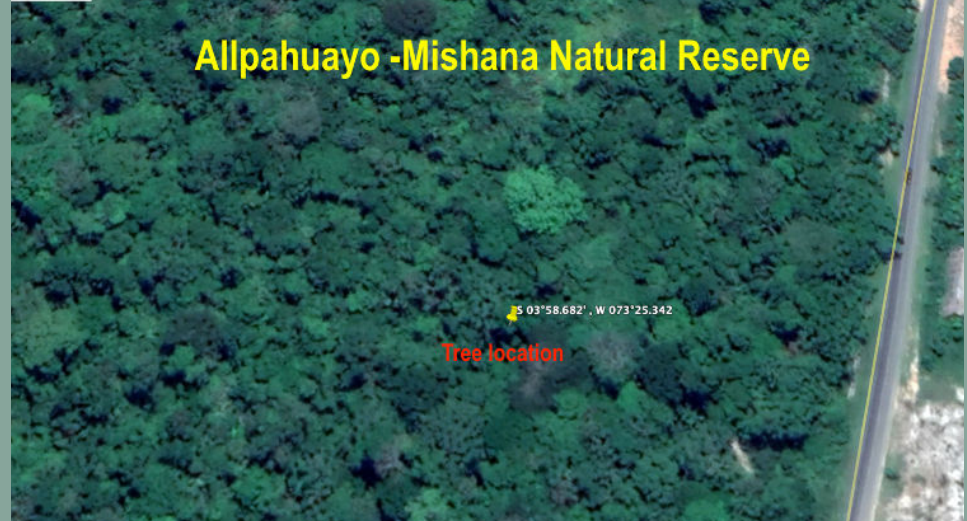 Allpahuayo -Mishana Natural Reserve
S 03°58.682' , W 073°25.342
Tree location